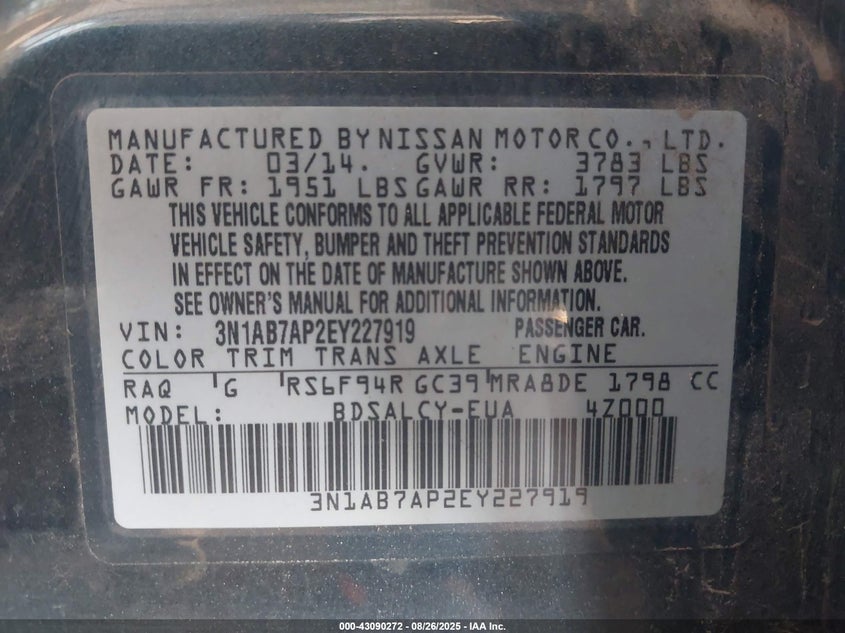 MANUFACTURED BY NISSAN MOTOR CO., LTD.
DATE: 03/14. GVWR: 3783 LBS
GAWR FR: 1951 LBS GAWR RR: 1797 LBS
THIS VEHICLE CONFORMS TO ALL APPLICABLE FEDERAL MOTOR
VEHICLE SAFETY, BUMPER AND THEFT PREVENTION STANDARDS
IN EFFECT ON THE DATE OF MANUFACTURE SHOWN ABOVE.
SEE OWNER'S MANUAL FOR ADDITIONAL INFORMATION.
VIN: 3N1AB7AP2EY227919 PASSENGER CAR.
COLOR TRIM TRANS AXLE ENGINE
RAQ 'G 'RS6F94R GC39 'MRA8DE 1798 CC
MODEL: BDSALCY-EUA 4Z000
3N1AB7AP2EY227919
000-43090272 - 08/26/2025 - IAA Inc.